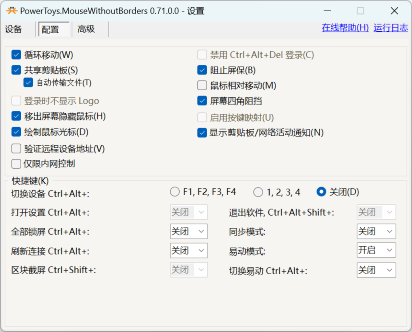 PowerToys.MouseWithoutBorders 0.71.0.0 - 设置
设备 配置 高级 在线帮助(H) 运行日志
循环移动(W) 禁用 Ctrl+Alt+Del 登录(C)
共享剪贴板(S) 阻止屏保(B)
自动传输文件(T) 鼠标相对移动(M)
登录时不显示 Logo 屏幕四角阻挡
移出屏幕隐藏鼠标(H) 启用按键映射(U)
绘制鼠标光标(D) 显示剪贴板/网络活动通知(N)
验证远程设备地址(V)
仅限内网控制
快捷键(K)
切换设备 Ctrl+Alt+: F1, F2, F3, F4 1, 2, 3, 4 关闭(D)
打开设置 Ctrl+Alt+: 关闭 退出软件, Ctrl+Alt+Shift+: 关闭
全部锁屏 Ctrl+Alt+: 关闭 同步模式: 关闭
刷新连接 Ctrl+Alt+: 关闭 易动模式: 开启
区块截屏 Ctrl+Shift+: 关闭 切换易动 Ctrl+Alt+: 关闭